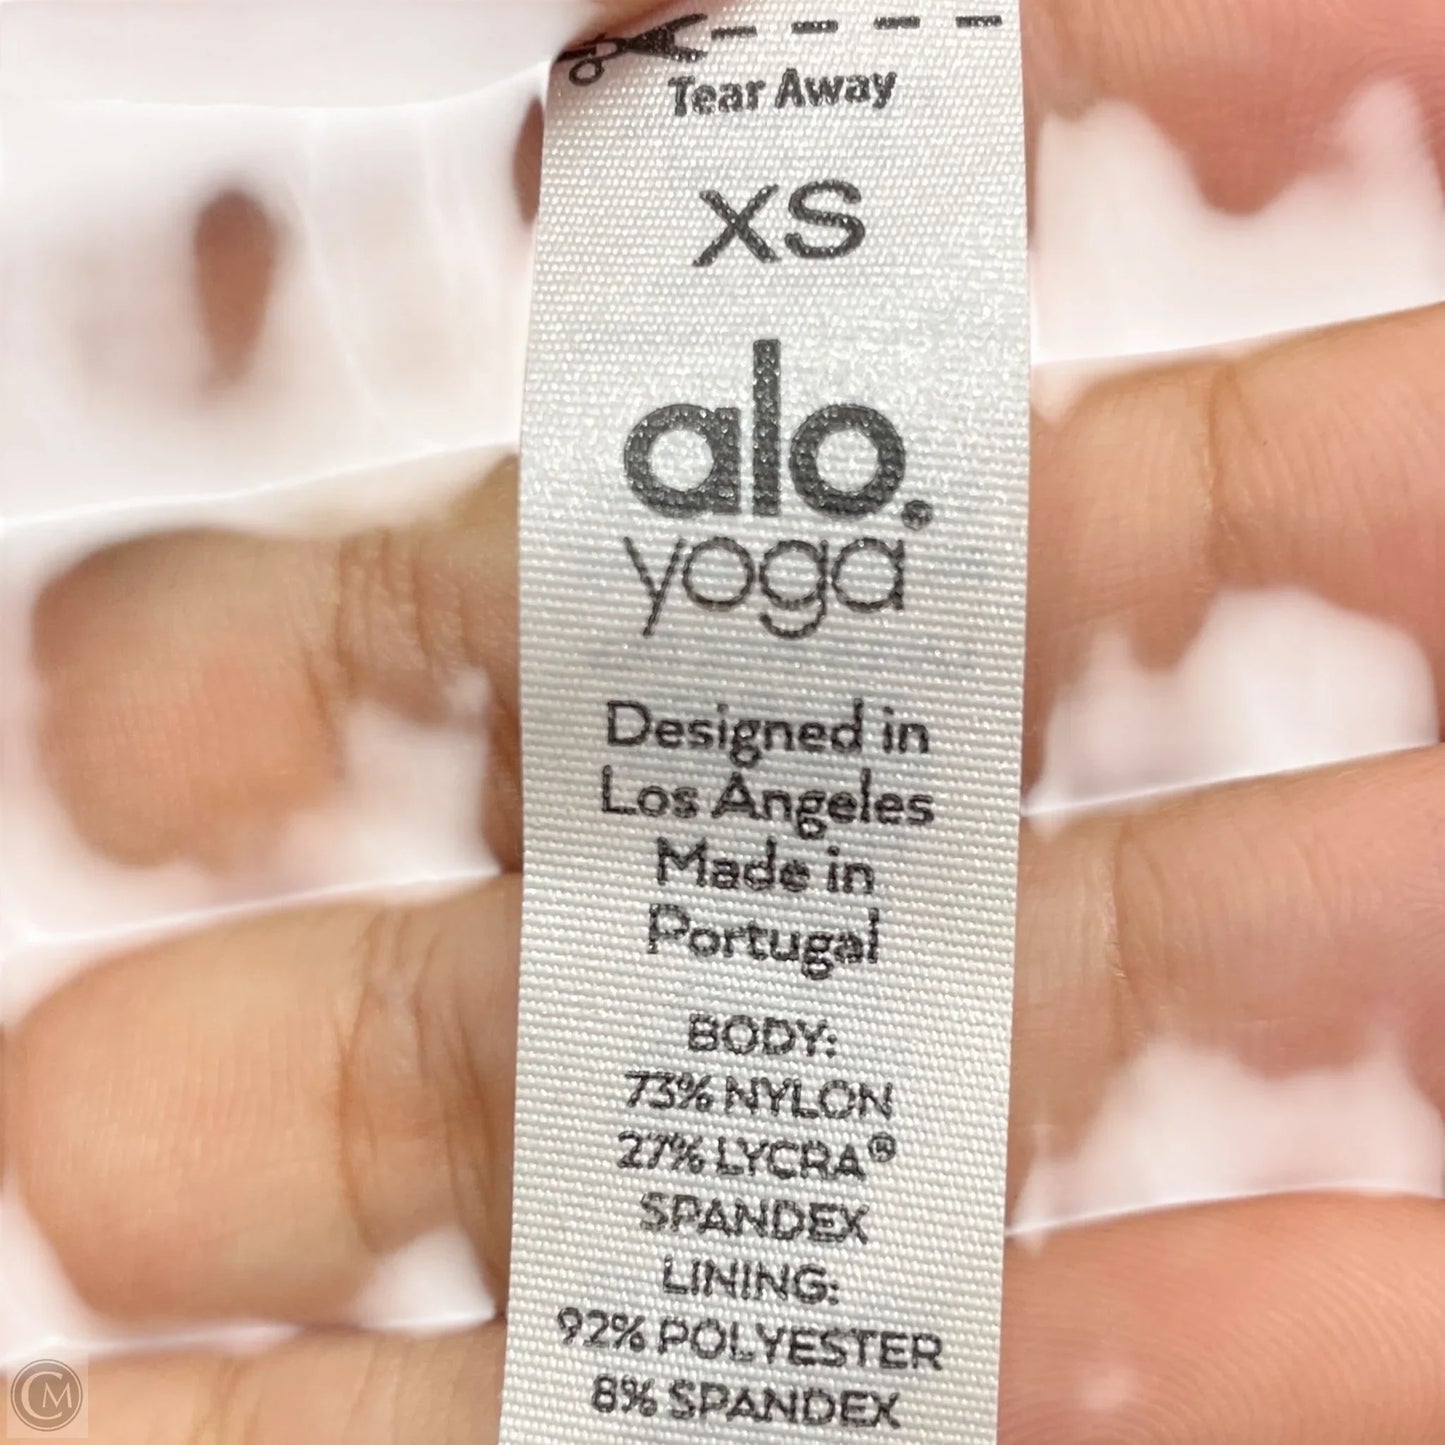 Tear Away
XS
alo®
yoga
Designed in
Los Angeles
Made in
Portugal
BODY:
73% NYLON
27% LYCRA®
SPANDEX
LINING:
92% POLYESTER
8% SPANDEX
CM